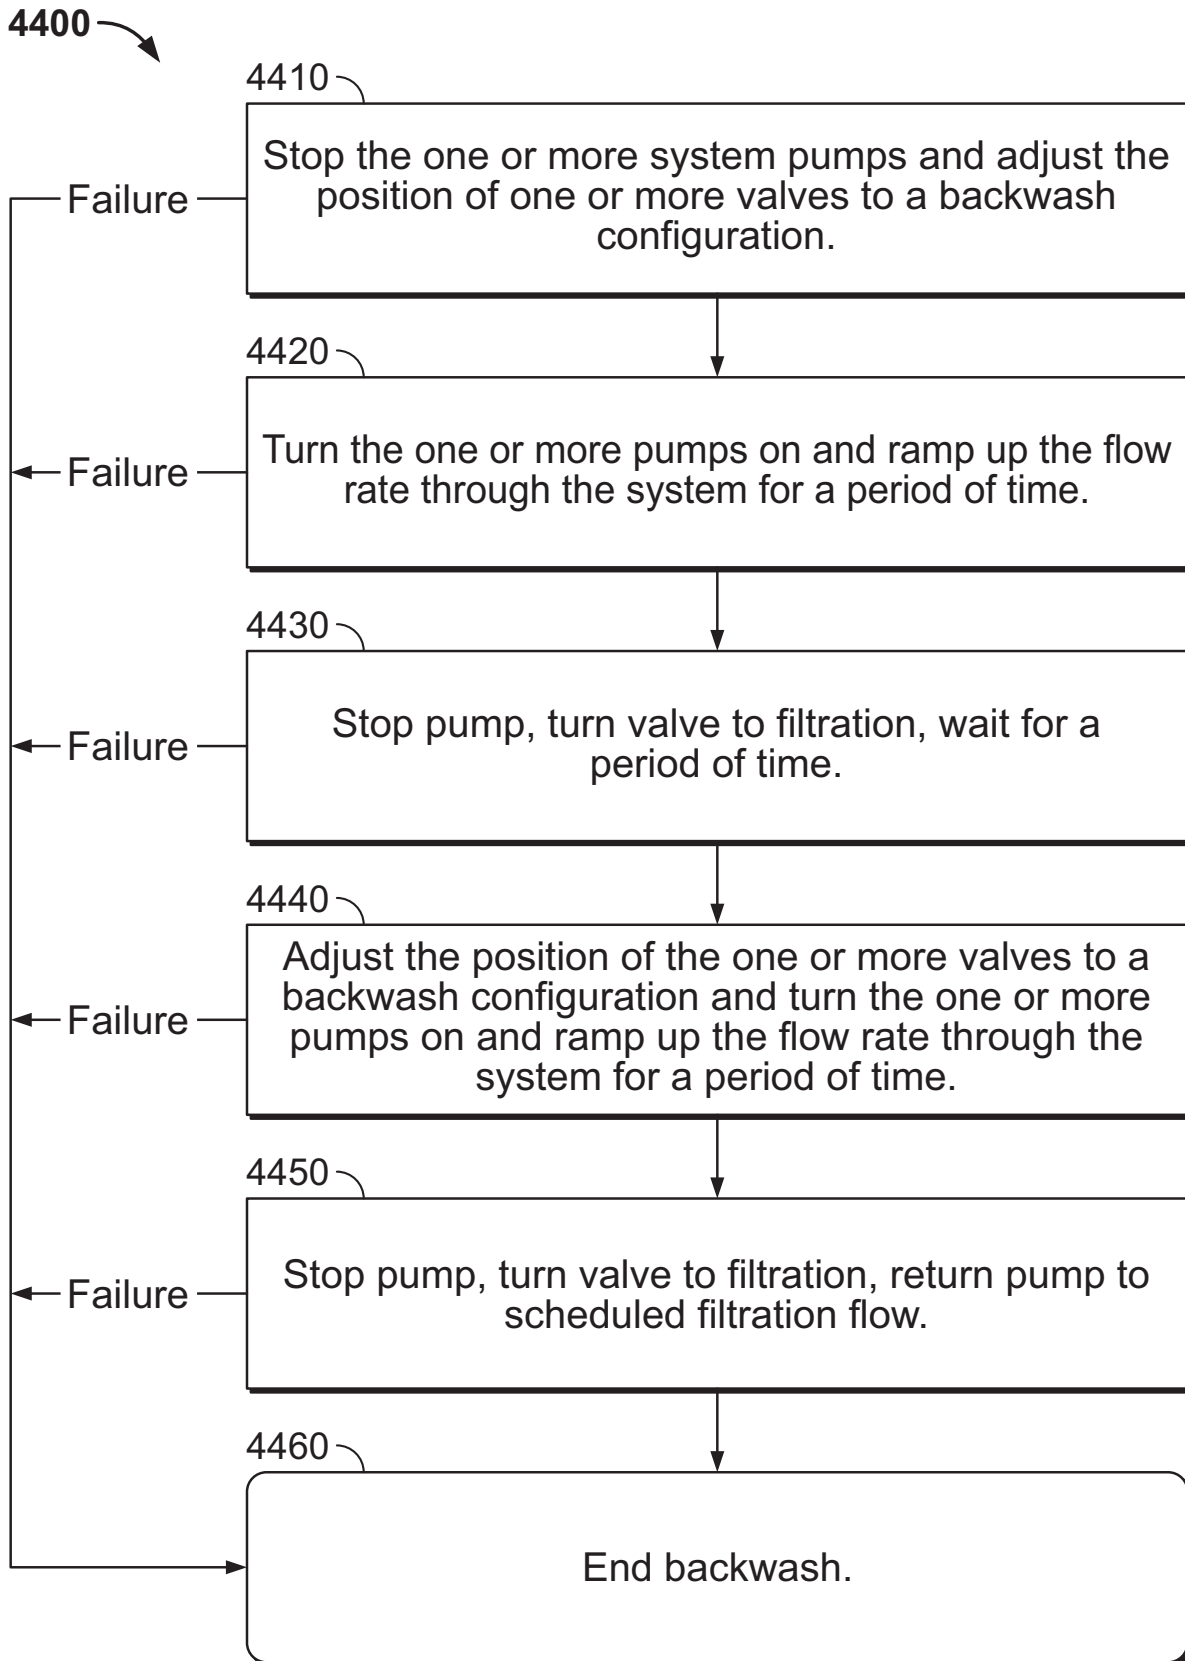 4400
4410
Stop the one or more system pumps and adjust the
position of one or more valves to a backwash
configuration.
Failure
4420
Turn the one or more pumps on and ramp up the flow
rate through the system for a period of time.
Failure
4430
Stop pump, turn valve to filtration, wait for a
period of time.
Failure
4440
Adjust the position of the one or more valves to a
backwash configuration and turn the one or more
pumps on and ramp up the flow rate through the
system for a period of time.
Failure
4450
Stop pump, turn valve to filtration, return pump to
scheduled filtration flow.
Failure
4460
End backwash.